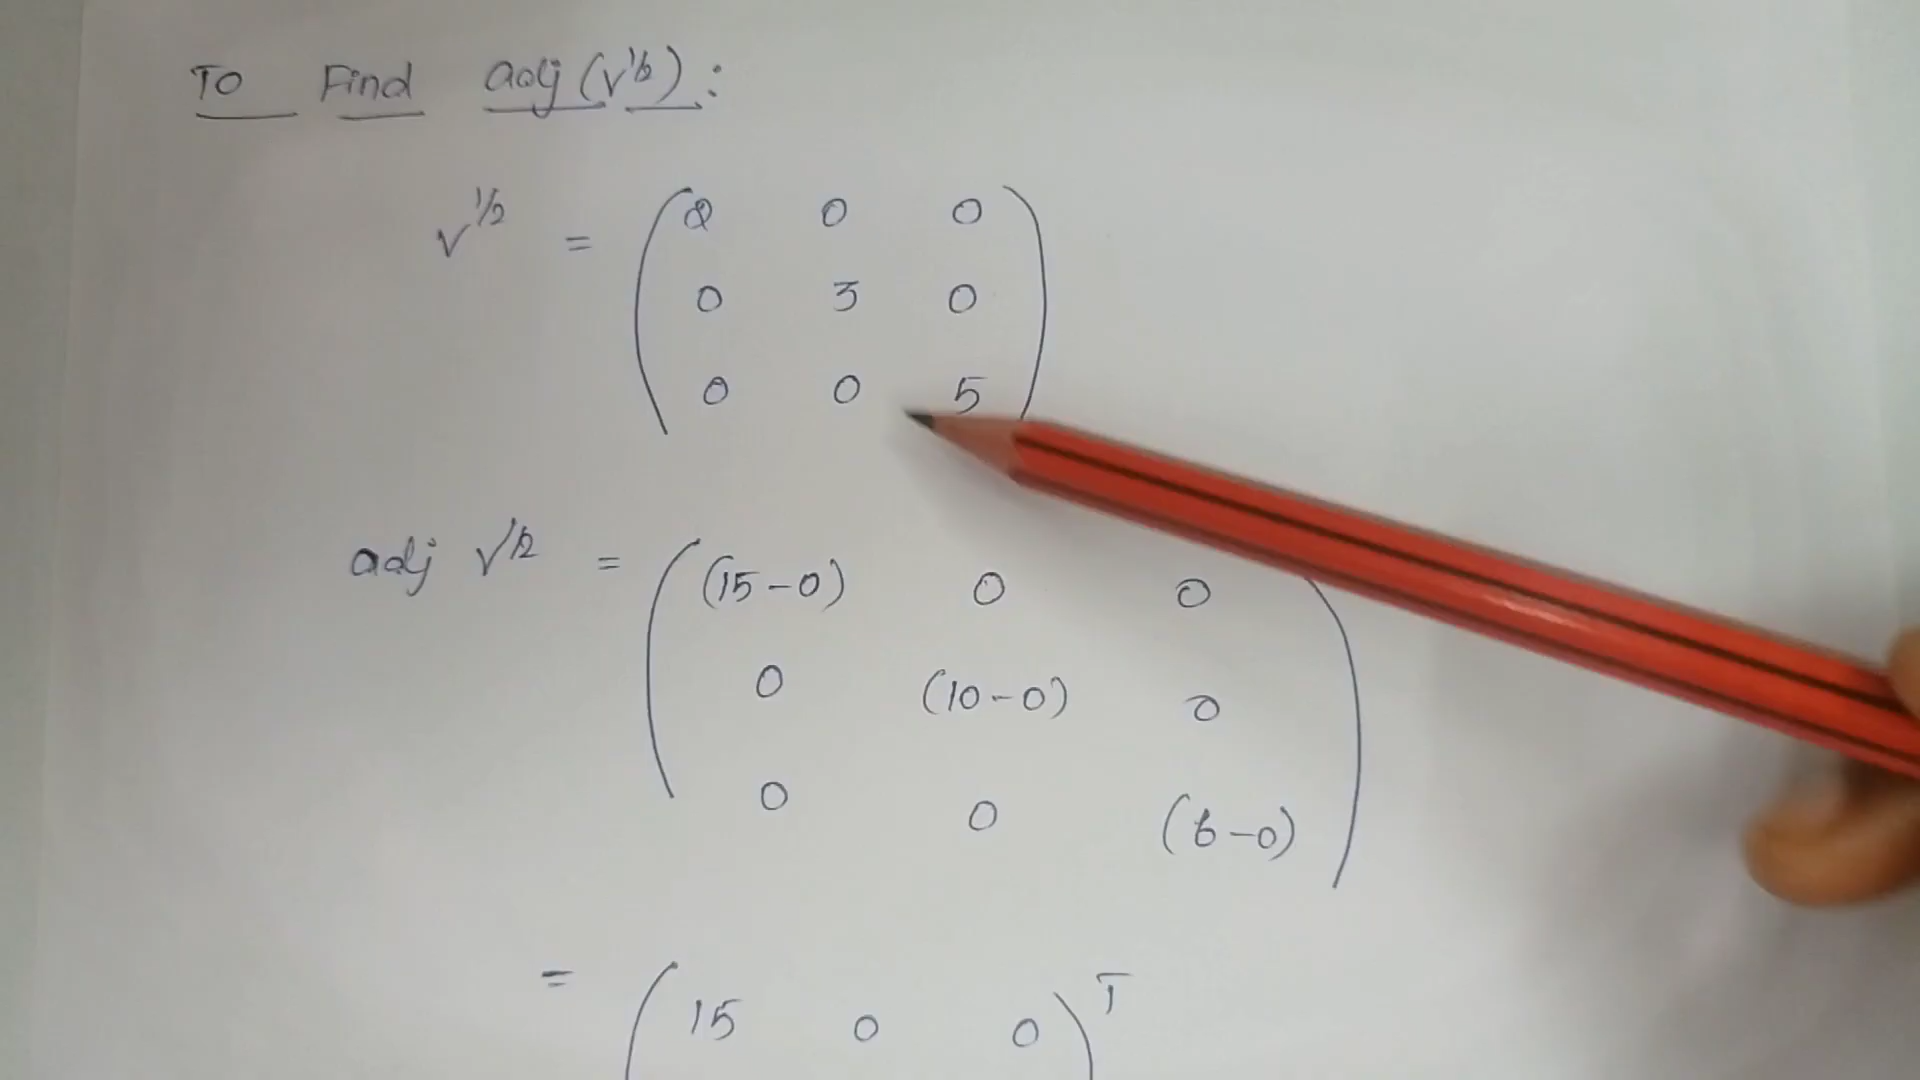 To Find adj (V^1/2) :
V^1/2 = ( 2 0 0
0 3 0
0 0 5 )
adj V^1/2 = ( (15-0) 0 0
0 (10-0) 0
0 0 (6-0) )
= ( 15 0 0 )^T